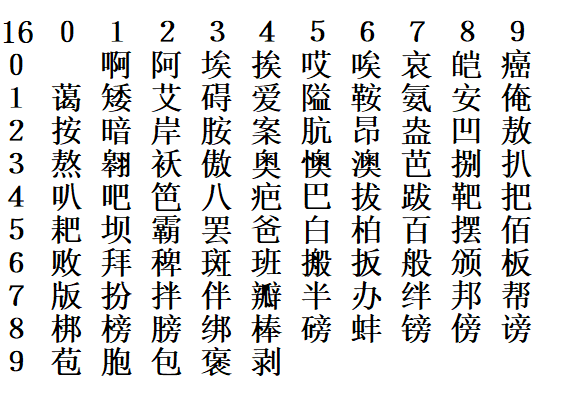 16 0 1 2 3 4 5 6 7 8 9
0 啊 阿 埃 挨 哎 唉 哀 皑 癌
1 蔼 矮 艾 碍 爱 隘 鞍 氨 安 俺
2 按 暗 岸 胺 案 肮 昂 盎 凹 敖
3 熬 翱 袄 傲 奥 懊 澳 芭 捌 扒
4 叭 吧 笆 八 疤 巴 拔 跋 靶 把
5 耙 坝 霸 罢 爸 白 柏 百 摆 佰
6 败 拜 稗 斑 班 搬 扳 般 颁 板
7 版 扮 拌 伴 瓣 半 办 绊 邦 帮
8 梆 榜 膀 绑 棒 磅 蚌 镑 傍 谤
9 苞 胞 包 褒 剥